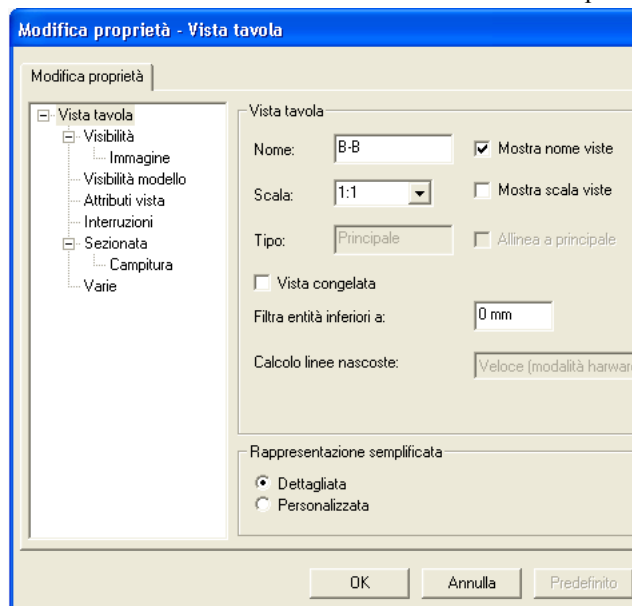 Modifica proprietà - Vista tavola
Modifica proprietà
Vista tavola
Visibilità
Immagine
Visibilità modello
Attributi vista
Interruzioni
Sezionata
Campitura
Varie
Vista tavola
Nome: B-B Mostra nome viste
Scala: 1:1 Mostra scala viste
Tipo: Principale Allinea a principale
Vista congelata
Filtra entità inferiori a: 0 mm
Calcolo linee nascoste: Veloce (modalità harwar
Rappresentazione semplificata
Dettagliata
Personalizzata
OK Annulla Predefinito